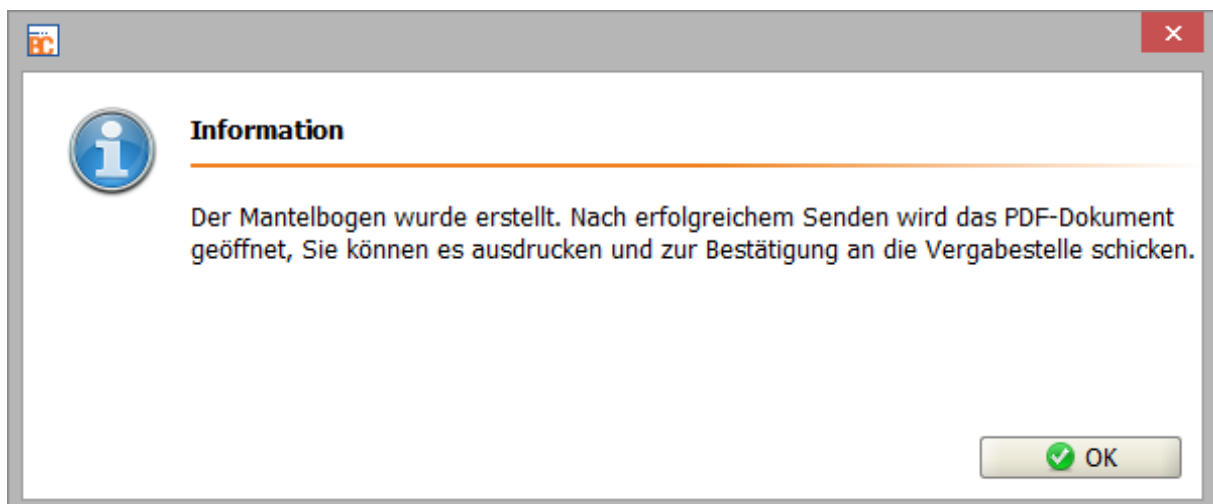 BC
Information
Der Mantelbogen wurde erstellt. Nach erfolgreichem Senden wird das PDF-Dokument
geöffnet, Sie können es ausdrucken und zur Bestätigung an die Vergabestelle schicken.
OK